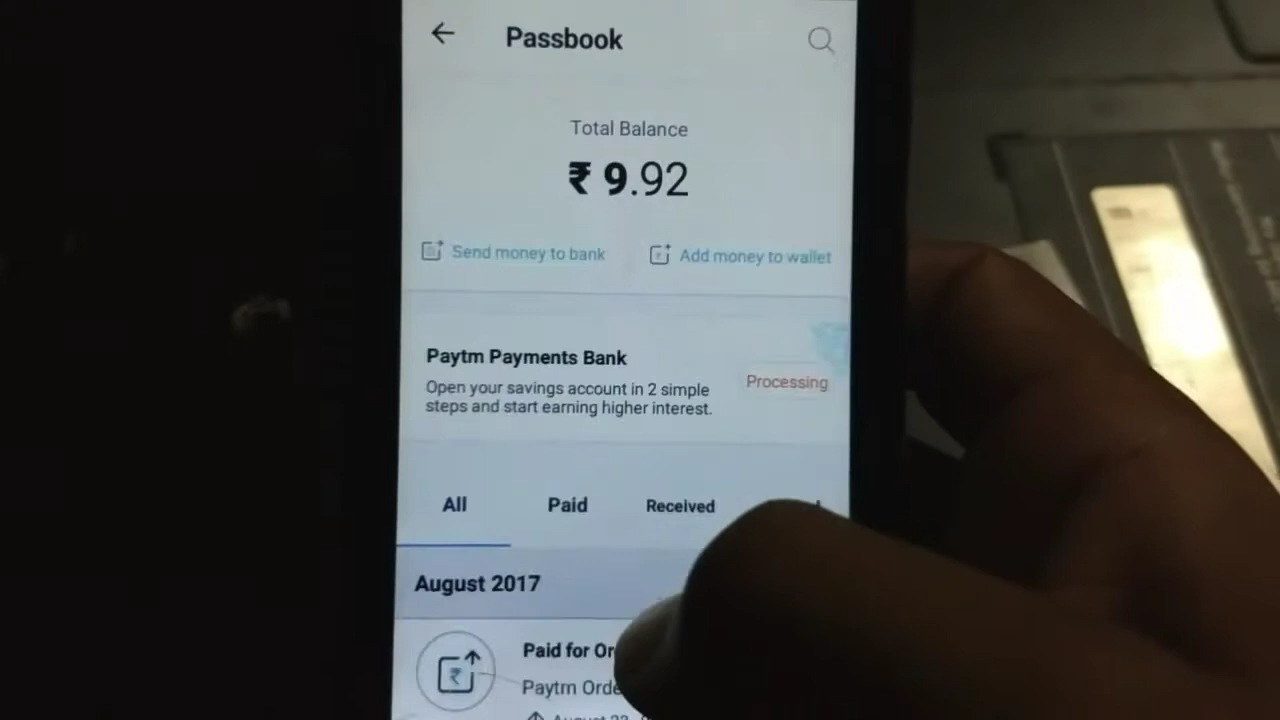 Passbook
Total Balance
₹ 9.92
Send money to bank
Add money to wallet
Paytm Payments Bank
Open your savings account in 2 simple
steps and start earning higher interest.
Processing
All
Paid
Received
August 2017
Paid for
Paytm
August